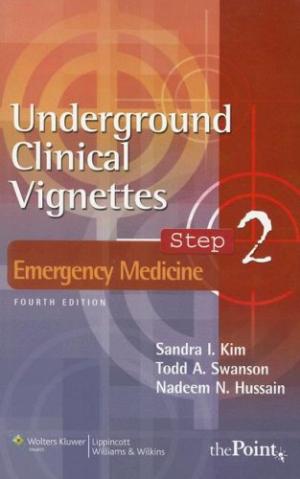 Underground
Clinical
Vignettes
Step 2
Emergency Medicine
FOURTH EDITION
Sandra I. Kim
Todd A. Swanson
Nadeem N. Hussain
Wolters Kluwer
Health
Lippincott
Williams & Wilkins
thePoint